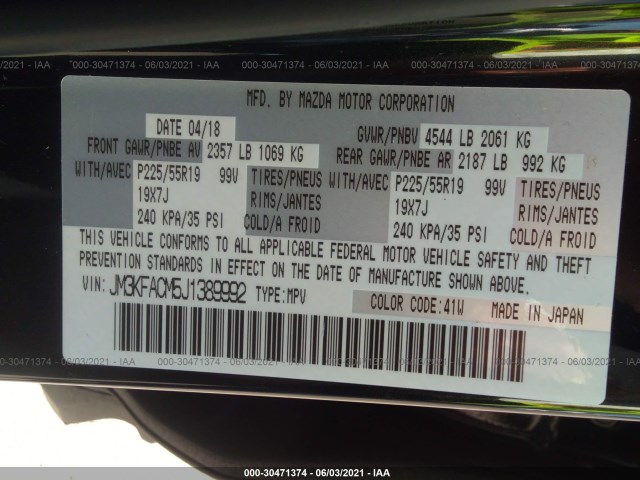 000-30471374 - 06/03/2021 - IAA
MFD. BY MAZDA MOTOR CORPORATION
DATE 04/18 GVWR/PNBV 4544 LB 2061 KG
FRONT GAWR/PNBE AV 2357 LB 1069 KG REAR GAWR/PNBE AR 2187 LB 992 KG
WITH/AVEC P225/55R19 99V TIRES/PNEUS WITH/AVEC P225/55R19 99V TIRES/PNEUS
19X7J RIMS/JANTES 19X7J RIMS/JANTES
240 KPA/35 PSI COLD/A FROID 240 KPA/35 PSI COLD/A FROID
THIS VEHICLE CONFORMS TO ALL APPLICABLE FEDERAL MOTOR VEHICLE SAFETY AND THEFT
PREVENTION STANDARDS IN EFFECT ON THE DATE OF MANUFACTURE SHOWN ABOVE.
VIN: JM3KFACM5J1389992 TYPE:MPV COLOR CODE:41W MADE IN JAPAN
000-30471374 - 06/03/2021 - IAA